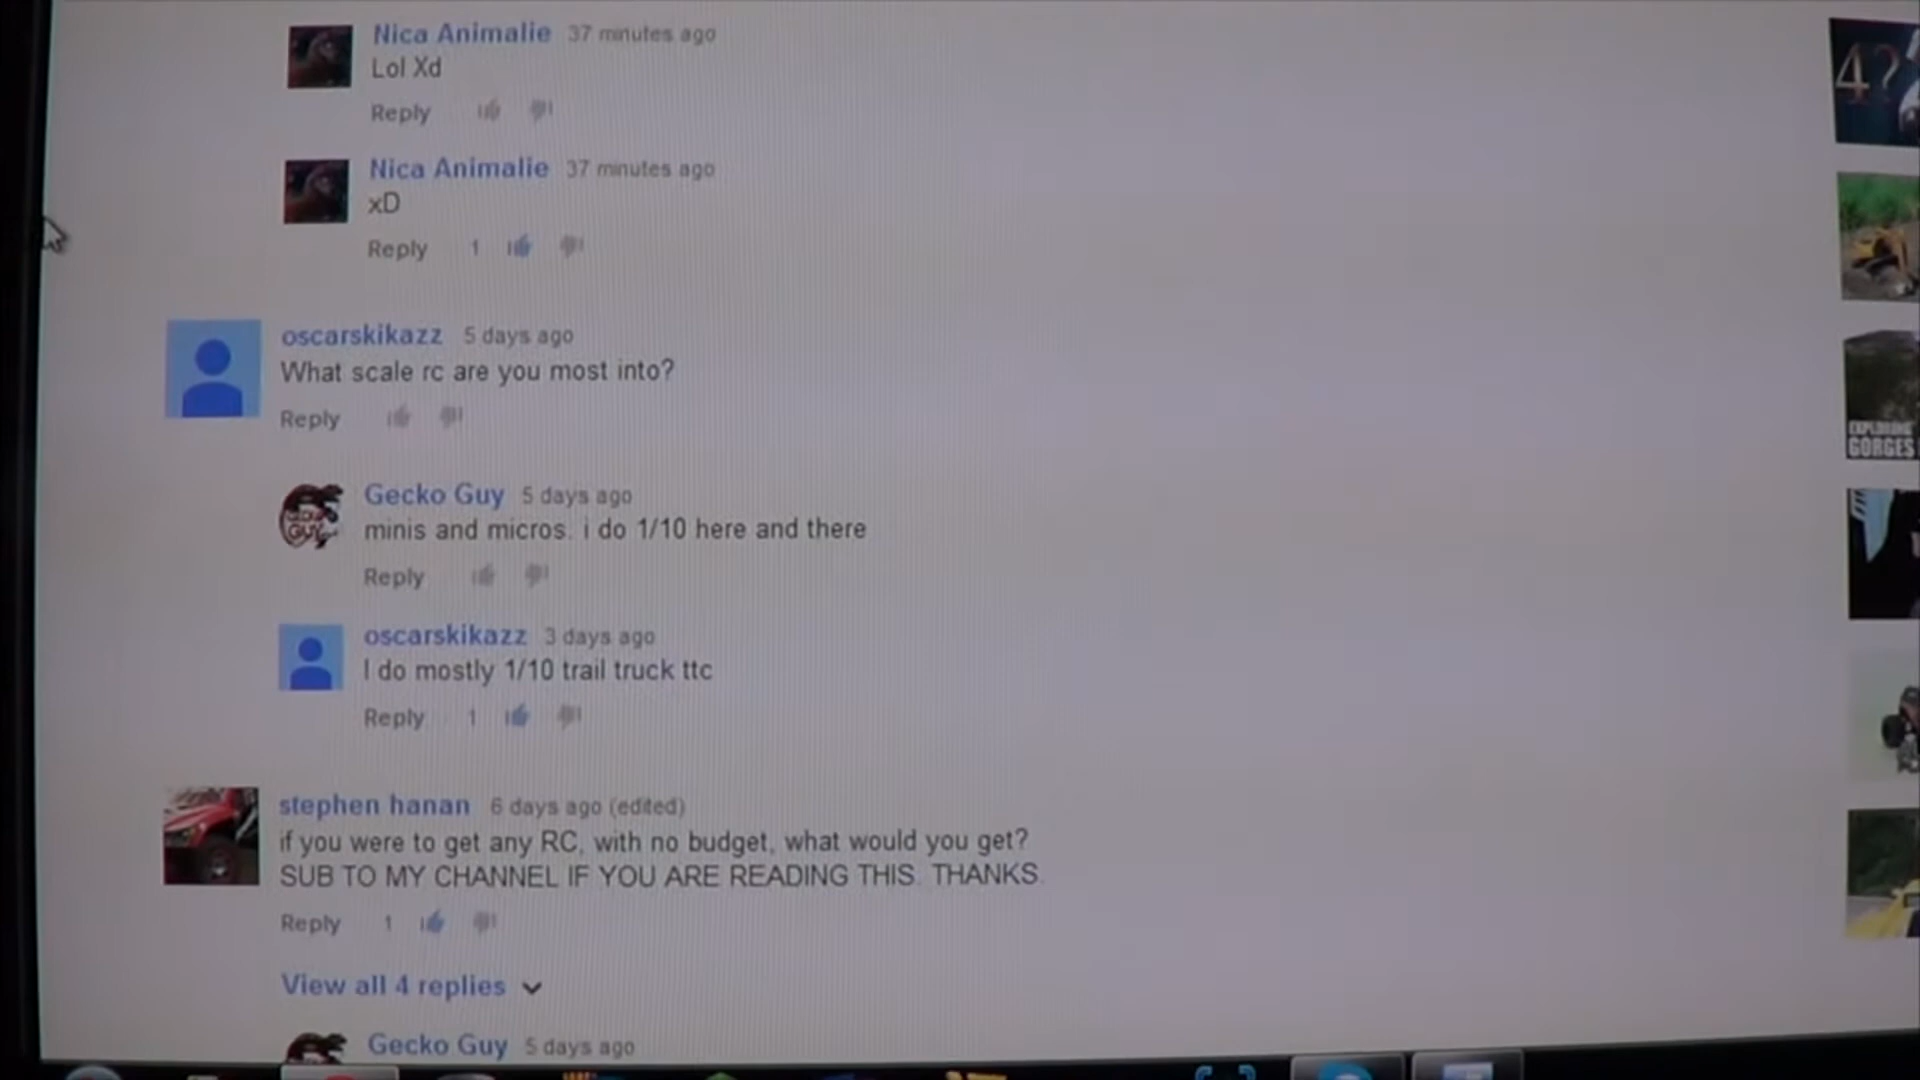 Nica Animalie 37 minutes ago
Lol Xd
Reply
Nica Animalie 37 minutes ago
xD
Reply 1
oscarskikazz 5 days ago
What scale rc are you most into?
Reply
Gecko Guy 5 days ago
minis and micros. i do 1/10 here and there
Reply
oscarskikazz 3 days ago
I do mostly 1/10 trail truck ttc
Reply 1
stephen hanan 6 days ago (edited)
if you were to get any RC, with no budget, what would you get?
SUB TO MY CHANNEL IF YOU ARE READING THIS. THANKS.
Reply 1
View all 4 replies
Gecko Guy 5 days ago
4?
EXPLORING
GORGES
GUY